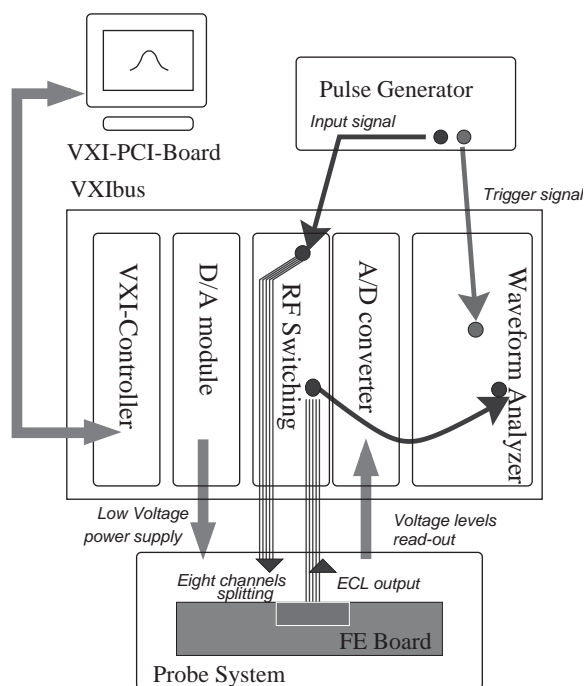 Pulse Generator
Input signal
VXI-PCI-Board
VXIbus
Trigger signal
VXI-Controller
D/A module
RF Switching
A/D converter
Waveform Analyzer
Low Voltage
power supply
Voltage levels
read-out
Eight channels
splitting
ECL output
FE Board
Probe System